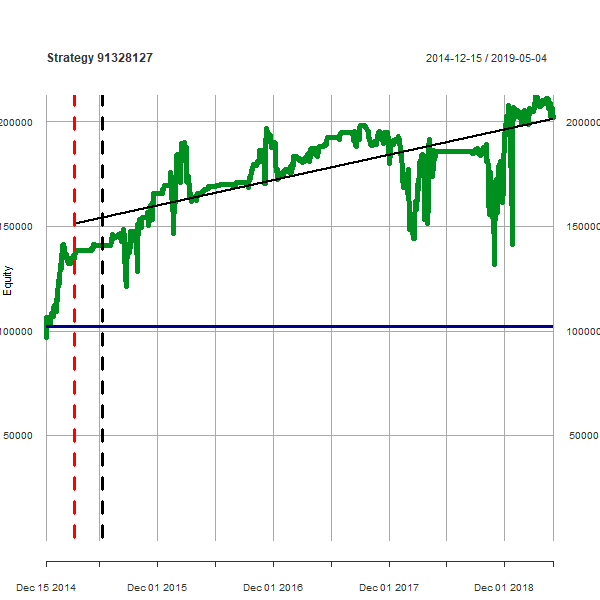 Strategy 91328127 2014-12-15 / 2019-05-04
200000 200000
150000 150000
Equity
100000 100000
50000 50000
Dec 15 2014 Dec 01 2015 Dec 01 2016 Dec 01 2017 Dec 01 2018